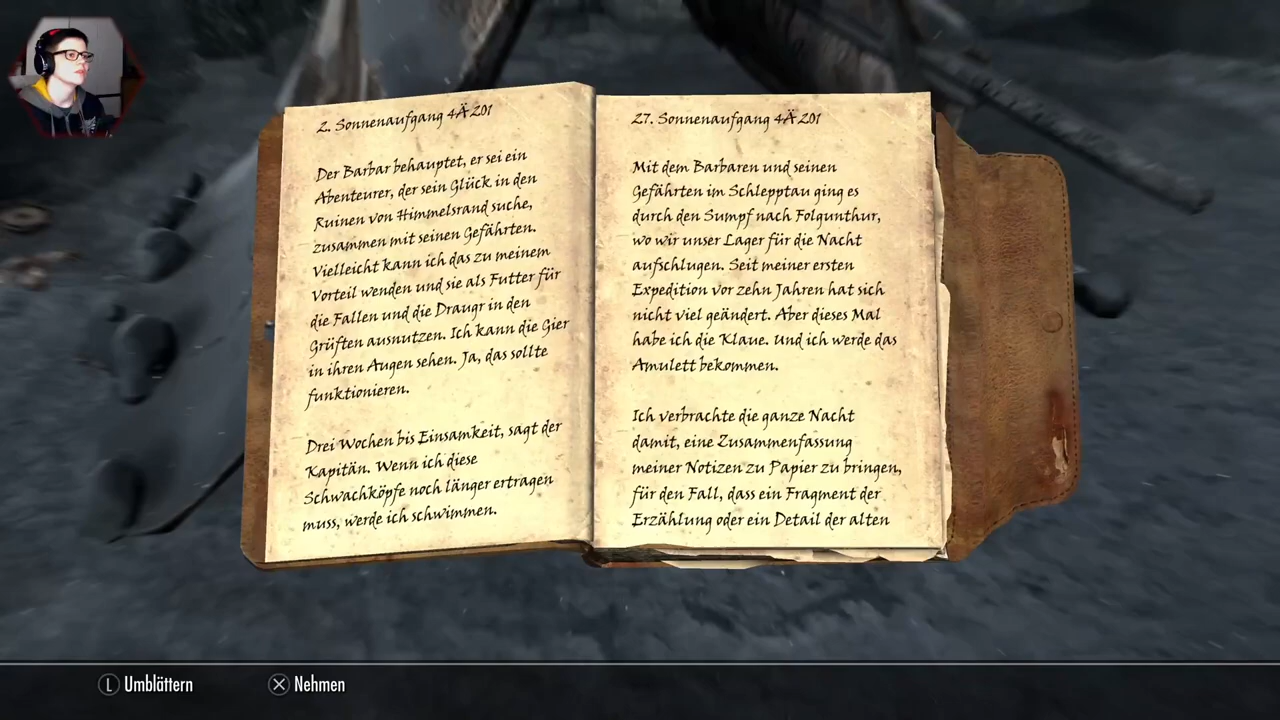 2. Sonnenaufgang 4Ä 201
Der Barbar behauptet, er sei ein
Abenteurer, der sein Glück in den
Ruinen von Himmelsrand suche,
zusammen mit seinen Gefährten.
Vielleicht kann ich das zu meinem
Vorteil wenden und sie als Futter für
die Fallen und die Draugr in den
Grüften ausnutzen. Ich kann die Gier
in ihren Augen sehen. Ja, das sollte
funktionieren.
Drei Wochen bis Einsamkeit, sagt der
Kapitän. Wenn ich diese
Schwachköpfe noch länger ertragen
muss, werde ich schwimmen.
27. Sonnenaufgang 4Ä 201
Mit dem Barbaren und seinen
Gefährten im Schlepptau ging es
durch den Sumpf nach Folgunthur,
wo wir unser Lager für die Nacht
aufschlugen. Seit meiner ersten
Expedition vor zehn Jahren hat sich
nicht viel geändert. Aber dieses Mal
habe ich die Klaue. Und ich werde das
Amulett bekommen.
Ich verbrachte die ganze Nacht
damit, eine Zusammenfassung
meiner Notizen zu Papier zu bringen,
für den Fall, dass ein Fragment der
Erzählung oder ein Detail der alten
L Umblättern
X Nehmen